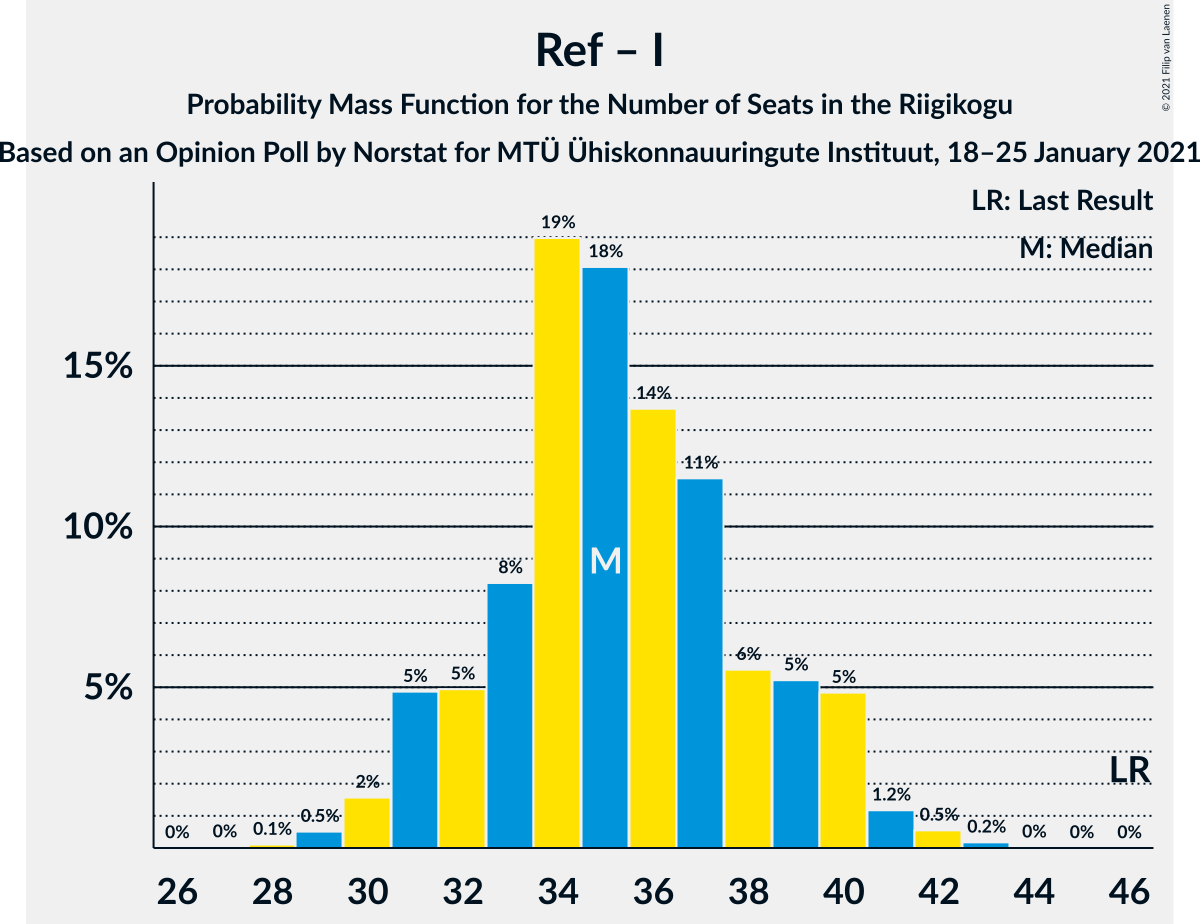 Ref – I
Probability Mass Function for the Number of Seats in the Riigikogu
Based on an Opinion Poll by Norstat for MTÜ Ühiskonnauuringute Instituut, 18–25 January 2021
© 2021 Filip van Laenen
LR: Last Result
M: Median
19%
18%
15%
14%
11%
10%
8%
M
6%
5%
5%
5%
5%
5%
5%
LR
2%
1.2%
0.5%
0.5%
0.2%
0.1%
0%
0%
0%
0%
0%
26 28 30 32 34 36 38 40 42 44 46